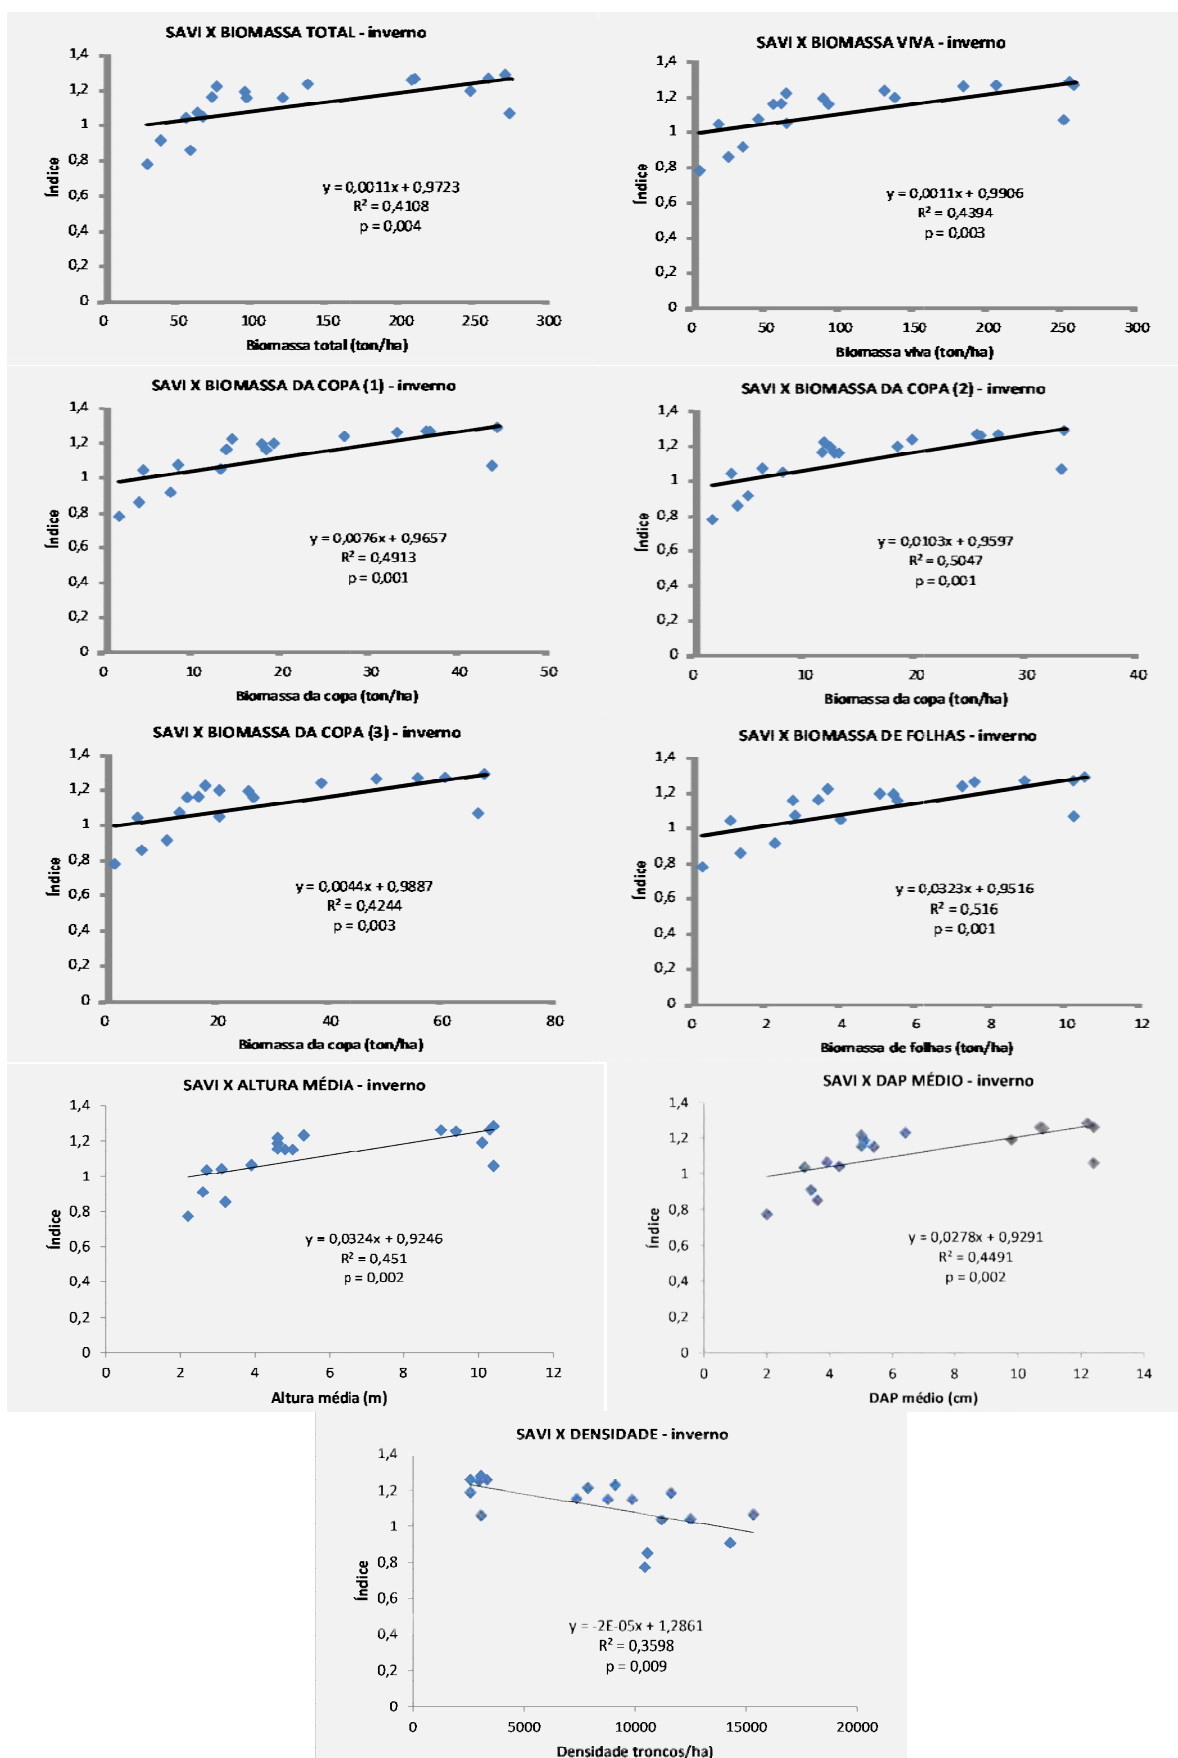 SAVI X BIOMASSA TOTAL - inverno
1,4
1,2
1
0,8
0,6
0,4
0,2
0
Índice
y = 0,0011x + 0,9723
R² = 0,4108
p = 0,004
0 50 100 150 200 250 300
Biomassa total (ton/ha)
SAVI X BIOMASSA VIVA - inverno
1,4
1,2
1
0,8
0,6
0,4
0,2
0
Índice
y = 0,0011x + 0,9906
R² = 0,4394
p = 0,003
0 50 100 150 200 250 300
Biomassa viva (ton/ha)
SAVI X BIOMASSA DA COPA (1) - inverno
1,4
1,2
1
0,8
0,6
0,4
0,2
0
Índice
y = 0,0076x + 0,9657
R² = 0,4913
p = 0,001
0 10 20 30 40 50
Biomassa da copa (ton/ha)
SAVI X BIOMASSA DA COPA (2) - inverno
1,4
1,2
1
0,8
0,6
0,4
0,2
0
Índice
y = 0,0103x + 0,9597
R² = 0,5047
p = 0,001
0 10 20 30 40
Biomassa da copa (ton/ha)
SAVI X BIOMASSA DA COPA (3) - inverno
1,4
1,2
1
0,8
0,6
0,4
0,2
0
Índice
y = 0,0044x + 0,9887
R² = 0,4244
p = 0,003
0 20 40 60 80
Biomassa da copa (ton/ha)
SAVI X BIOMASSA DE FOLHAS - inverno
1,4
1,2
1
0,8
0,6
0,4
0,2
0
Índice
y = 0,0323x + 0,9516
R² = 0,516
p = 0,001
0 2 4 6 8 10 12
Biomassa de folhas (ton/ha)
SAVI X ALTURA MÉDIA - inverno
1,4
1,2
1
0,8
0,6
0,4
0,2
0
Índice
y = 0,0324x + 0,9246
R² = 0,451
p = 0,002
0 2 4 6 8 10 12
Altura média (m)
SAVI X DAP MÉDIO - inverno
1,4
1,2
1
0,8
0,6
0,4
0,2
0
Índice
y = 0,0278x + 0,9291
R² = 0,4491
p = 0,002
0 2 4 6 8 10 12 14
DAP médio (cm)
SAVI X DENSIDADE - inverno
1,4
1,2
1
0,8
0,6
0,4
0,2
0
Índice
y = -2E-05x + 1,2861
R² = 0,3598
p = 0,009
0 5000 10000 15000 20000
Densidade troncos/ha)